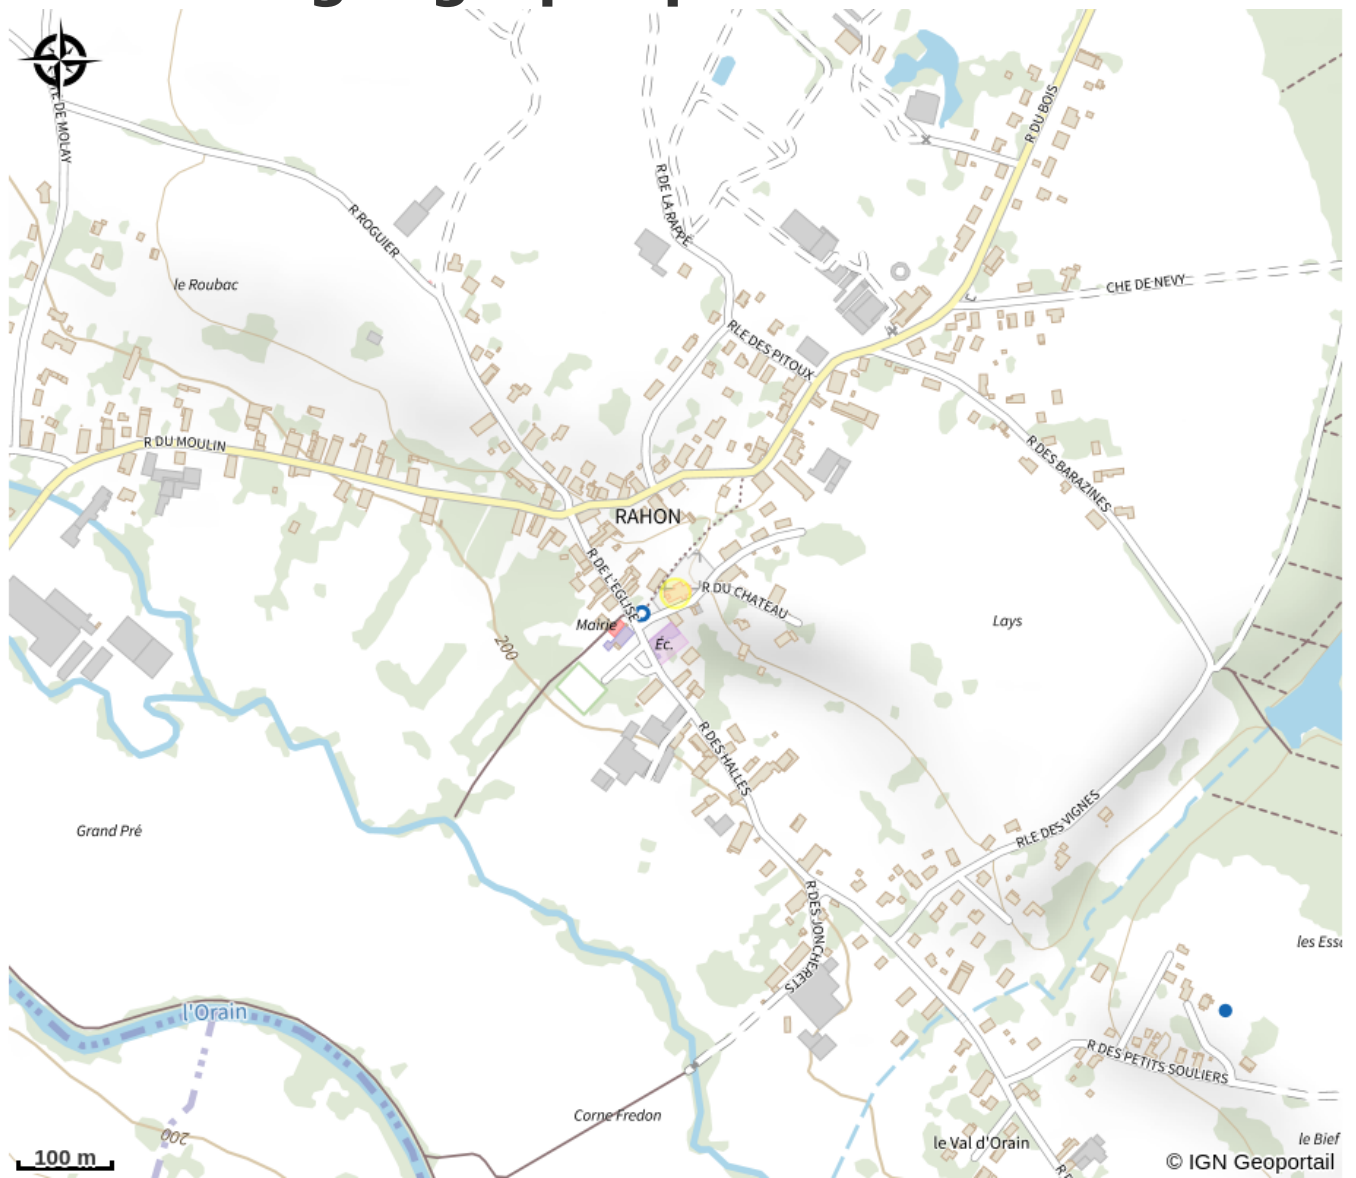 TE DE MOLAY
R DU BOIS
R DE LA RAPPE
R ROGUIER
le Roubac
CHE DE NEVY
RLE DES PITOUX
R DU MOULIN
R DES BARAZINES
RAHON
R DE L'EGLISE
R DU CHATEAU
Mairie
Éc.
Lays
200
R DES HALLES
Grand Pré
RLE DES VIGNES
R DES JONCHERETS
les Ess
l'Orain
R DES PETITS SOULIERS
Corne Fredon
200
le Val d'Orain
le Bief
100 m
© IGN Geoportail